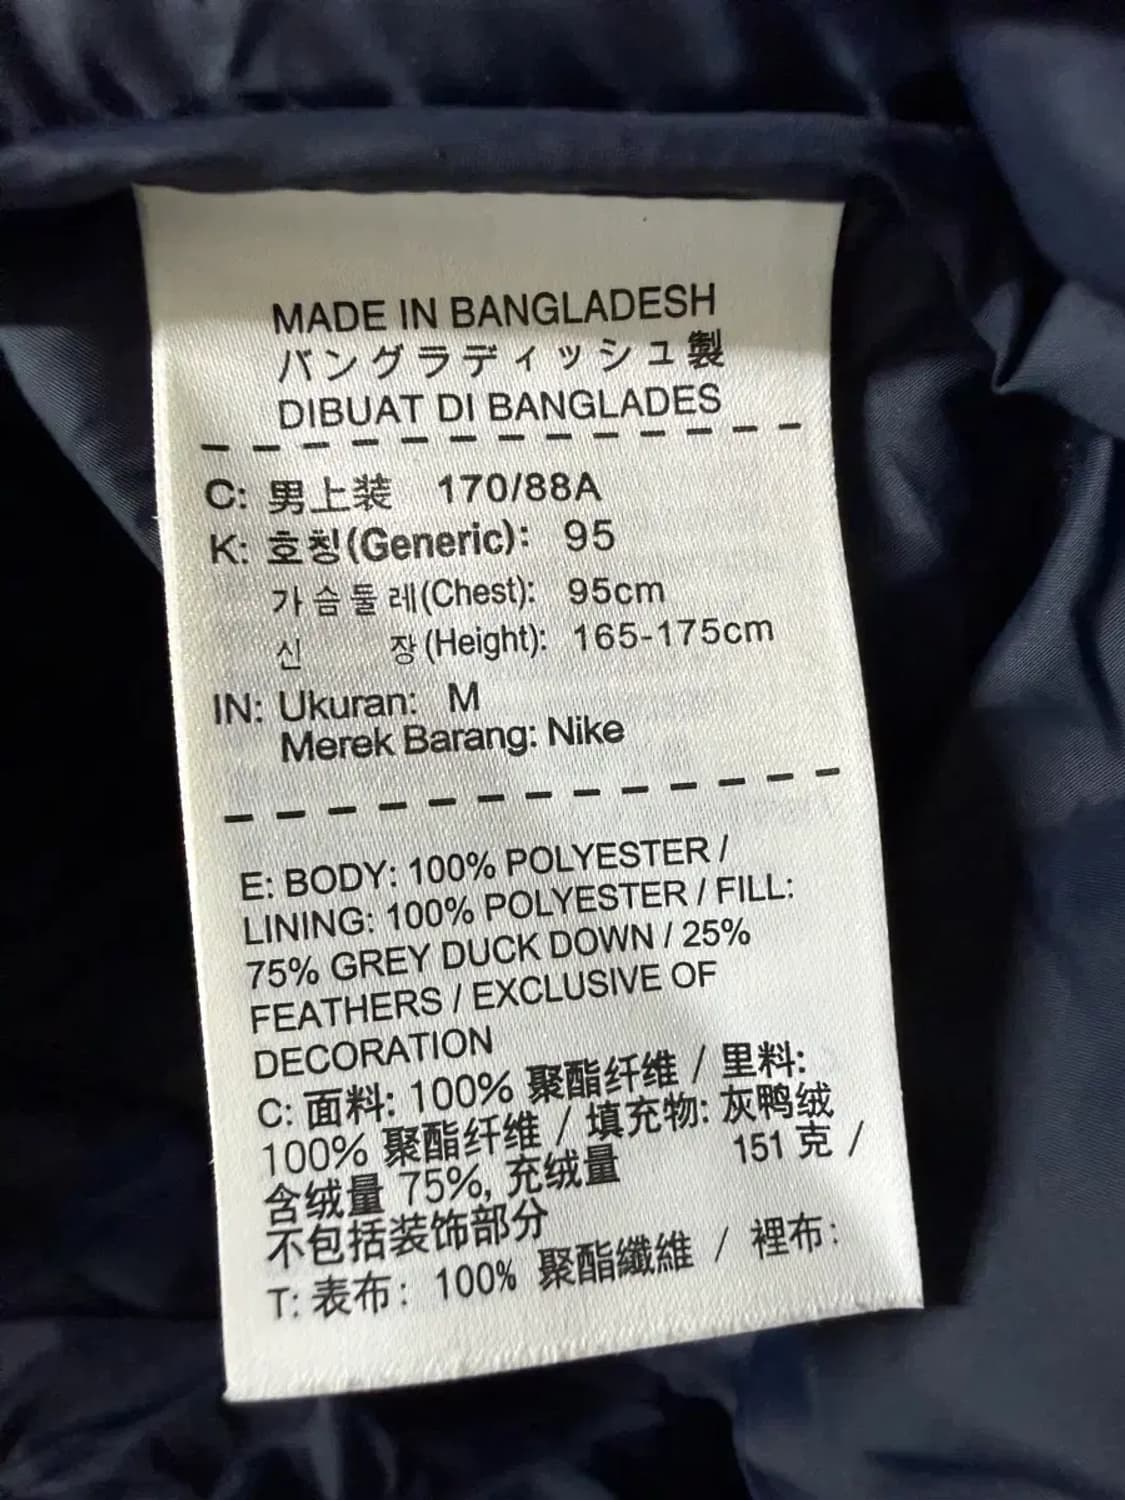 MADE IN BANGLADESH
バングラディッシュ製
DIBUAT DI BANGLADES
C: 男上装 170/88A
K: 호칭(Generic): 95
가슴둘레(Chest): 95cm
신 장(Height): 165-175cm
IN: Ukuran: M
Merek Barang: Nike
E: BODY: 100% POLYESTER /
LINING: 100% POLYESTER / FILL:
75% GREY DUCK DOWN / 25%
FEATHERS / EXCLUSIVE OF
DECORATION
C: 面料: 100% 聚酯纤维 / 里料:
100% 聚酯纤维 / 填充物: 灰鸭绒
含绒量 75%, 充绒量 151 克 /
不包括装饰部分
T: 表布: 100% 聚酯纖維 / 裡布: